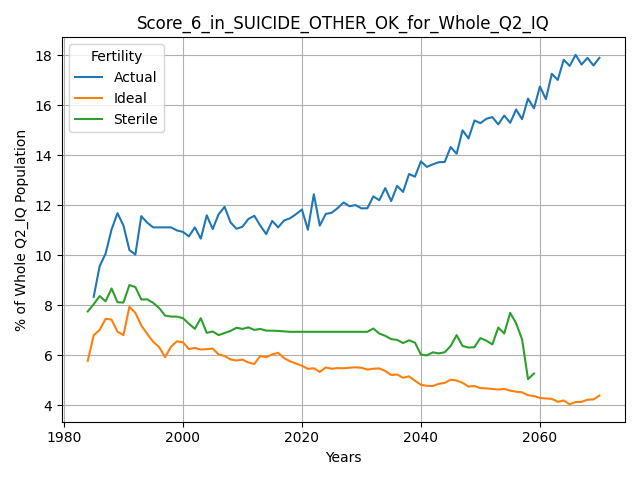 Score_6_in_SUICIDE_OTHER_OK_for_Whole_Q2_IQ
Fertility
Actual
Ideal
Sterile
18
16
14
12
10
8
6
4
% of Whole Q2_IQ Population
1980
2000
2020
2040
2060
Years